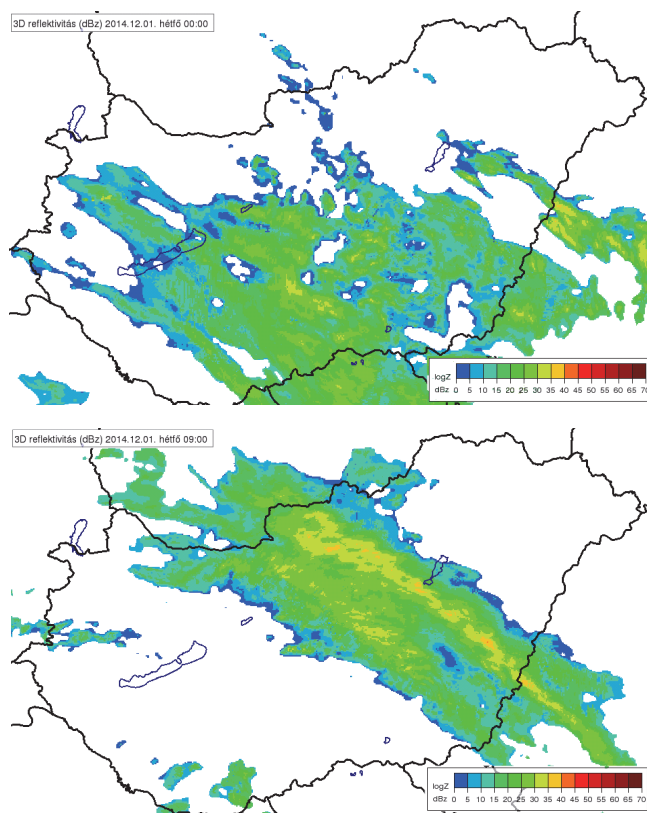 3D reflektivitás (dBz) 2014.12.01. hétfő 00:00
logZ
dBz 0 5 10 15 20 25 30 35 40 45 50 55 60 65 70
3D reflektivitás (dBz) 2014.12.01. hétfő 09:00
logZ
dBz 0 5 10 15 20 25 30 35 40 45 50 55 60 65 70